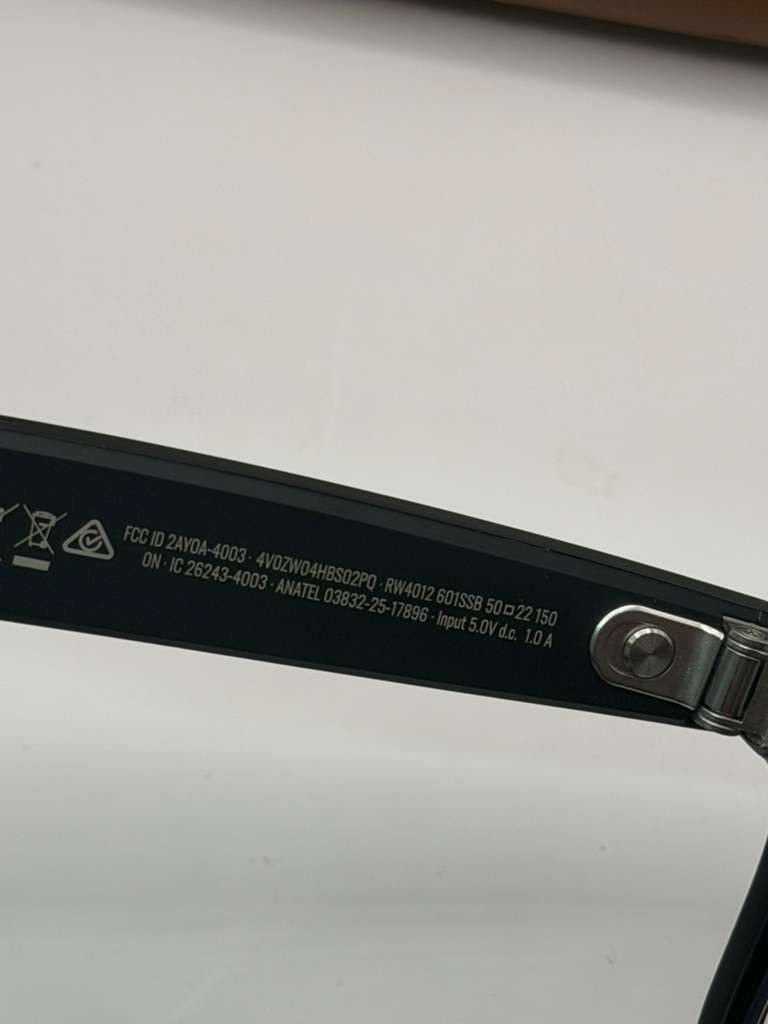 FCC ID 2AYOA-4003 · 4V0ZW04HBS02PQ · RW4012 601SSB 50□22 150
ON · IC 26243-4003 · ANATEL 03832-25-17896 · Input 5.0V d.c. 1.0 A